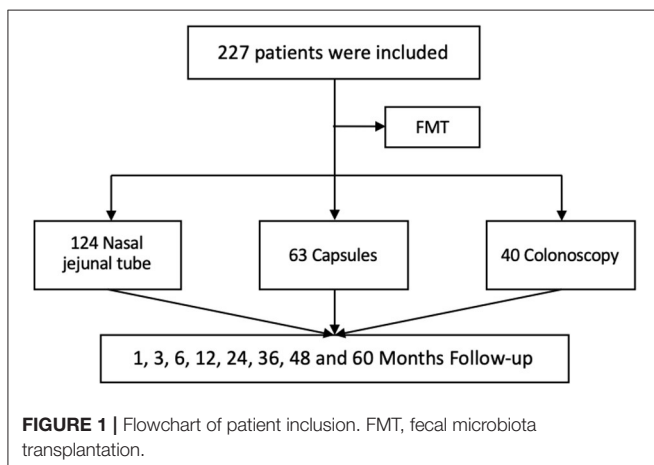 227 patients were included
FMT
124 Nasal
jejunal tube
63 Capsules
40 Colonoscopy
1, 3, 6, 12, 24, 36, 48 and 60 Months Follow-up
FIGURE 1 | Flowchart of patient inclusion. FMT, fecal microbiota
transplantation.